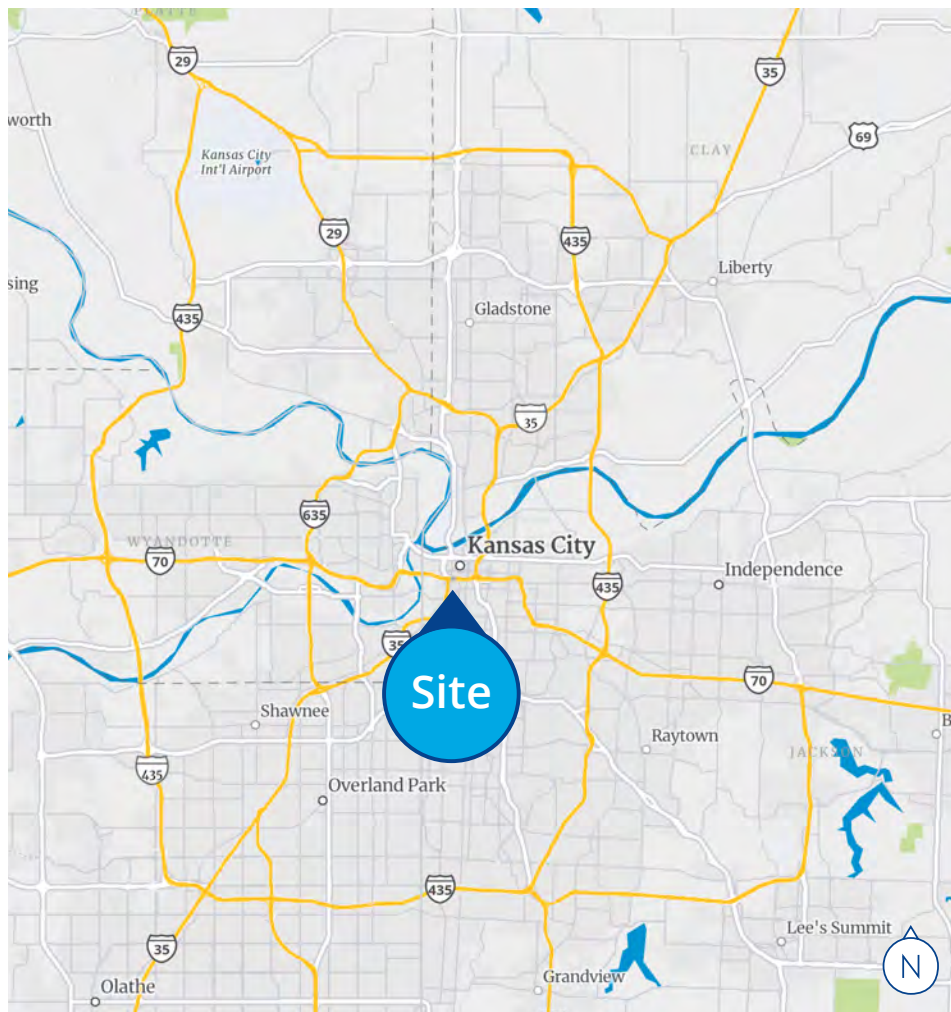 PLATTE
29
35
worth
69
CLAY
Kansas City
Int'l Airport
29
435
Liberty
sing
435
Gladstone
35
635
WYANDOTTE
Kansas City
70
Independence
435
35
Site
70
Shawnee
Raytown
B
JACKSON
435
Overland Park
435
Lee's Summit
35
N
Grandview
Olathe